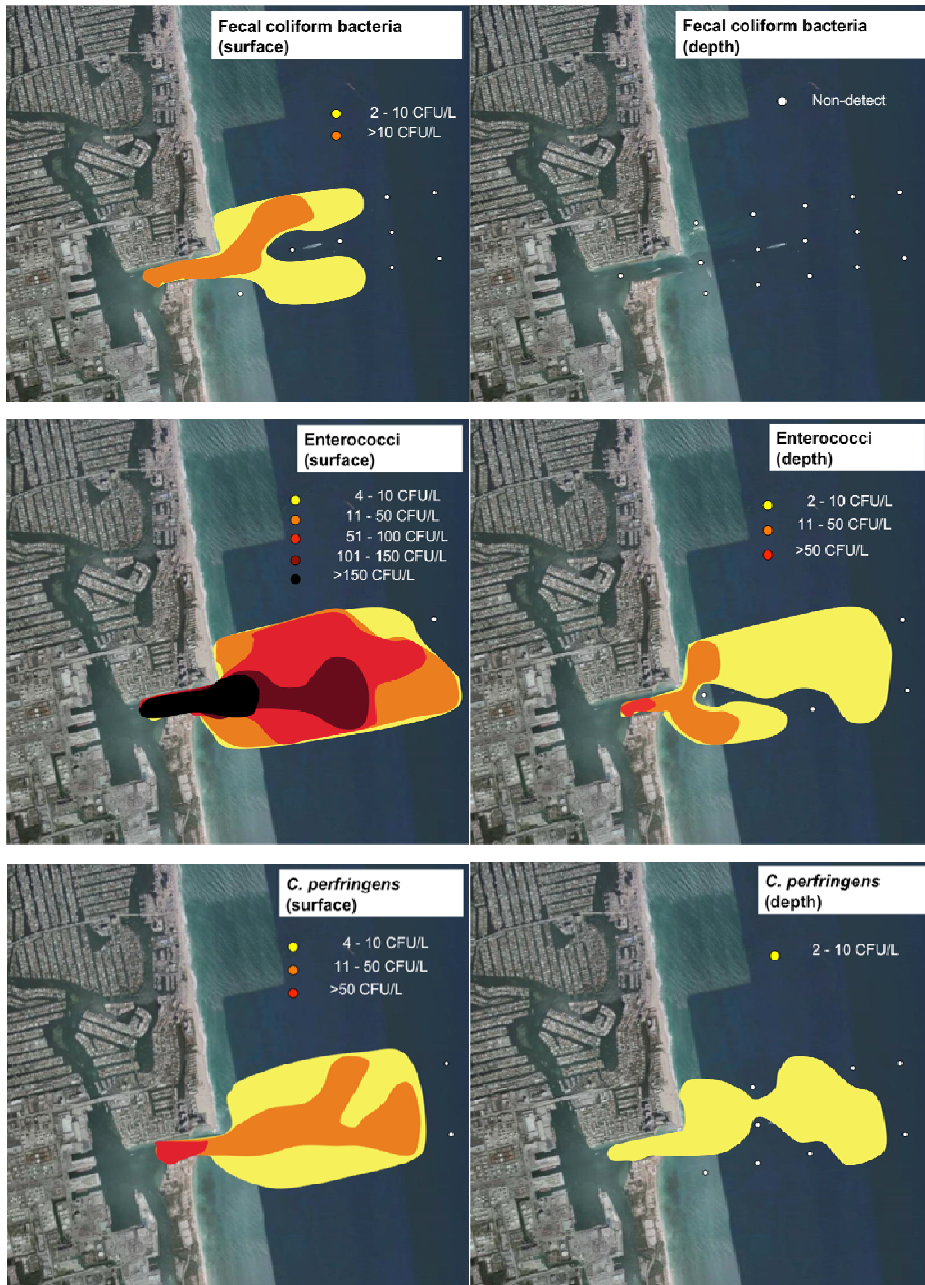 Fecal coliform bacteria
(surface)
2 - 10 CFU/L
>10 CFU/L
Fecal coliform bacteria
(depth)
Non-detect
Enterococci
(surface)
4 - 10 CFU/L
11 - 50 CFU/L
51 - 100 CFU/L
101 - 150 CFU/L
>150 CFU/L
Enterococci
(depth)
2 - 10 CFU/L
11 - 50 CFU/L
>50 CFU/L
C. perfringens
(surface)
4 - 10 CFU/L
11 - 50 CFU/L
>50 CFU/L
C. perfringens
(depth)
2 - 10 CFU/L